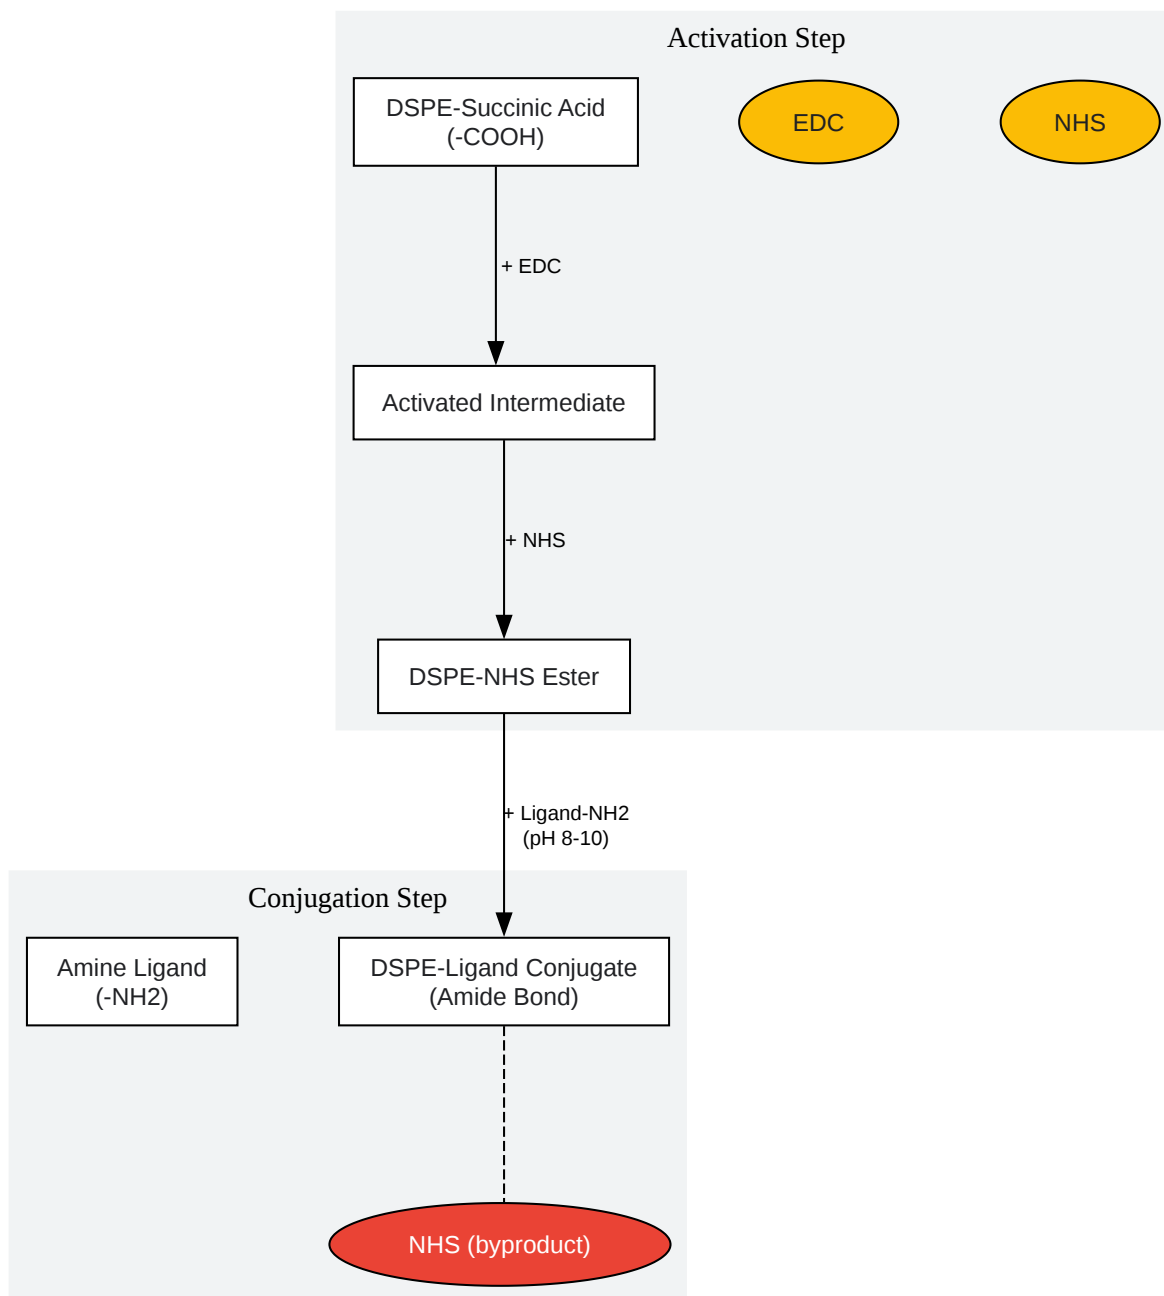 Activation Step
DSPE-Succinic Acid
(-COOH)
EDC
NHS
+ EDC
Activated Intermediate
+ NHS
DSPE-NHS Ester
+ Ligand-NH2
(pH 8-10)
Conjugation Step
Amine Ligand
(-NH2)
DSPE-Ligand Conjugate
(Amide Bond)
NHS (byproduct)